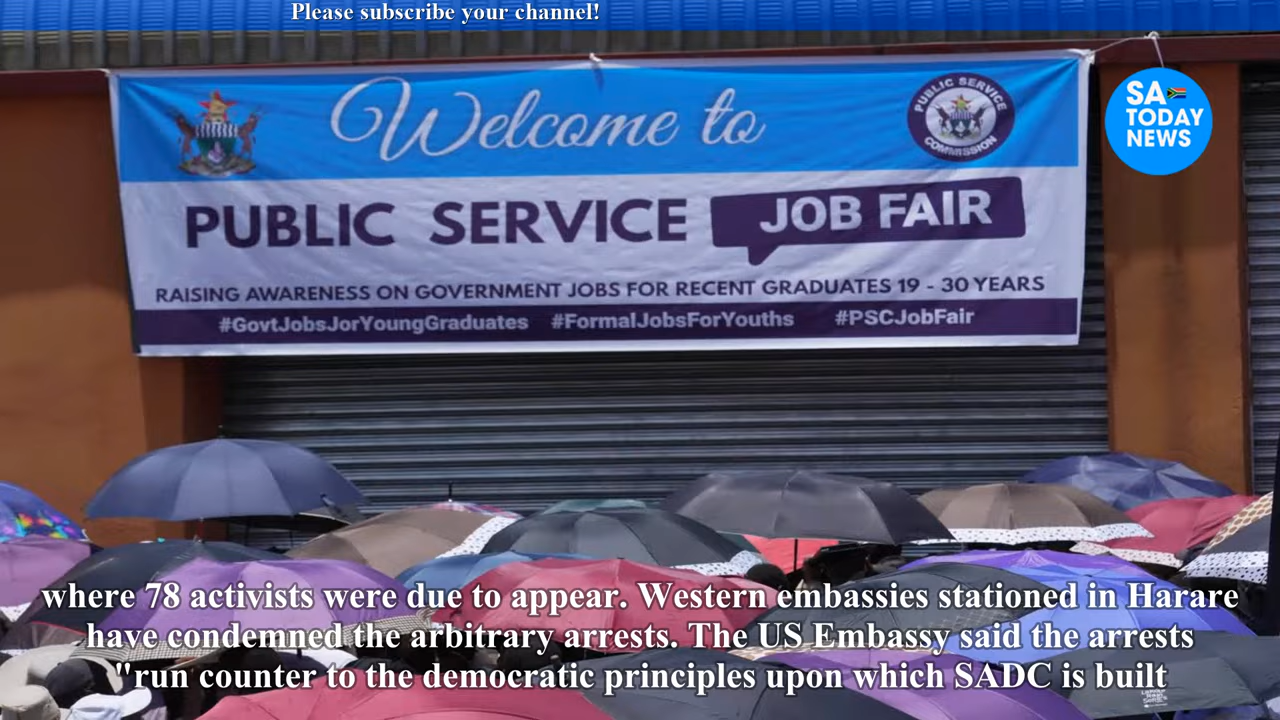 Please subscribe your channel!
Welcome to
PUBLIC SERVICE COMMISSION
SA
TODAY
NEWS
PUBLIC SERVICE JOB FAIR
RAISING AWARENESS ON GOVERNMENT JOBS FOR RECENT GRADUATES 19 - 30 YEARS
#GovtJobsJorYoungGraduates #FormalJobsForYouths #PSCJobFair
where 78 activists were due to appear. Western embassies stationed in Harare
have condemned the arbitrary arrests. The US Embassy said the arrests
"run counter to the democratic principles upon which SADC is built